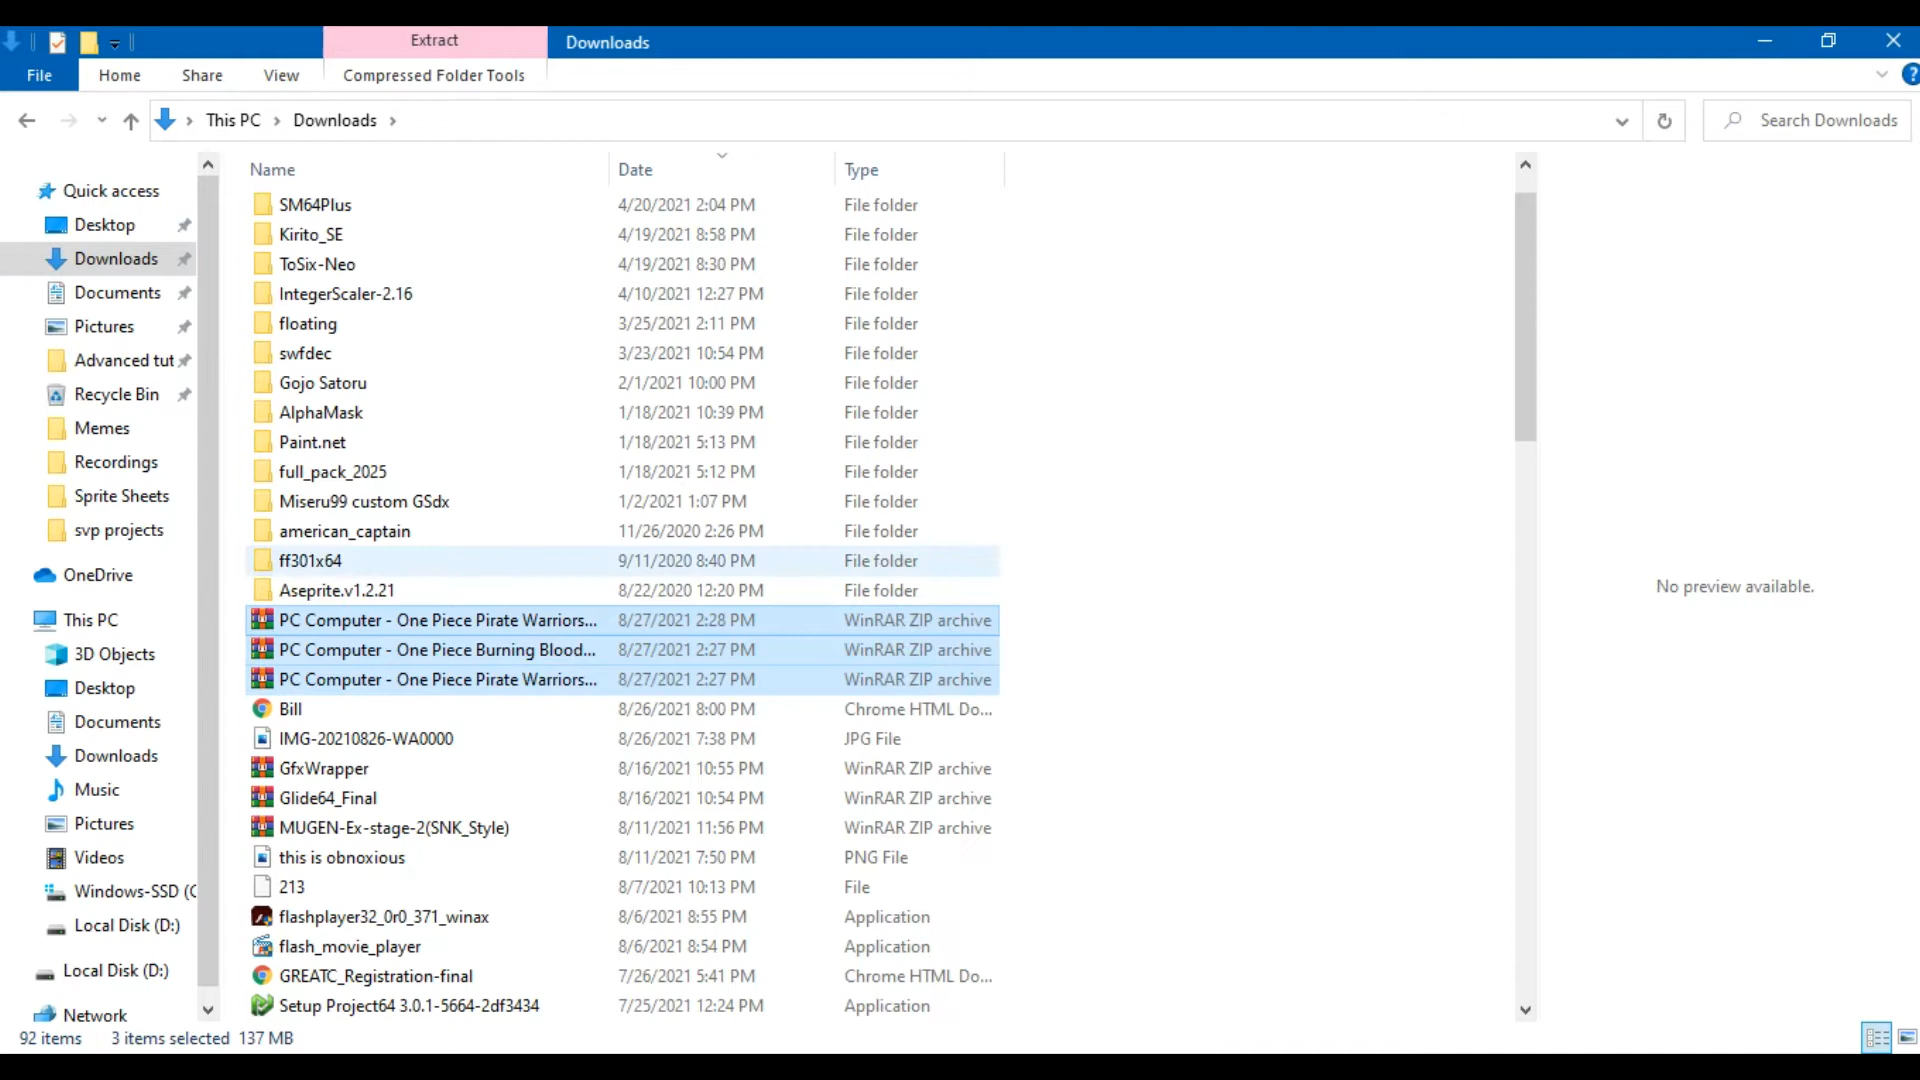 Extract
Downloads
File
Home
Share
View
Compressed Folder Tools
?
This PC
Downloads
Search Downloads
Name
Date
Type
Quick access
Desktop
Downloads
Documents
Pictures
Advanced tut
Recycle Bin
Memes
Recordings
Sprite Sheets
svp projects
OneDrive
This PC
3D Objects
Desktop
Documents
Downloads
Music
Pictures
Videos
Windows-SSD (C
Local Disk (D:)
Local Disk (D:)
Network
SM64Plus 4/20/2021 2:04 PM File folder
Kirito_SE 4/19/2021 8:58 PM File folder
ToSix-Neo 4/19/2021 8:30 PM File folder
IntegerScaler-2.16 4/10/2021 12:27 PM File folder
floating 3/25/2021 2:11 PM File folder
swfdec 3/23/2021 10:54 PM File folder
Gojo Satoru 2/1/2021 10:00 PM File folder
AlphaMask 1/18/2021 10:39 PM File folder
Paint.net 1/18/2021 5:13 PM File folder
full_pack_2025 1/18/2021 5:12 PM File folder
Miseru99 custom GSdx 1/2/2021 1:07 PM File folder
american_captain 11/26/2020 2:26 PM File folder
ff301x64 9/11/2020 8:40 PM File folder
Aseprite.v1.2.21 8/22/2020 12:20 PM File folder
PC Computer - One Piece Pirate Warriors... 8/27/2021 2:28 PM WinRAR ZIP archive
PC Computer - One Piece Burning Blood... 8/27/2021 2:27 PM WinRAR ZIP archive
PC Computer - One Piece Pirate Warriors... 8/27/2021 2:27 PM WinRAR ZIP archive
Bill 8/26/2021 8:00 PM Chrome HTML Do...
IMG-20210826-WA0000 8/26/2021 7:38 PM JPG File
GfxWrapper 8/16/2021 10:55 PM WinRAR ZIP archive
Glide64_Final 8/16/2021 10:54 PM WinRAR ZIP archive
MUGEN-Ex-stage-2(SNK_Style) 8/11/2021 11:56 PM WinRAR ZIP archive
this is obnoxious 8/11/2021 7:50 PM PNG File
213 8/7/2021 10:13 PM File
flashplayer32_0r0_371_winax 8/6/2021 8:55 PM Application
flash_movie_player 8/6/2021 8:54 PM Application
GREATC_Registration-final 7/26/2021 5:41 PM Chrome HTML Do...
Setup Project64 3.0.1-5664-2df3434 7/25/2021 12:24 PM Application
No preview available.
92 items 3 items selected 137 MB